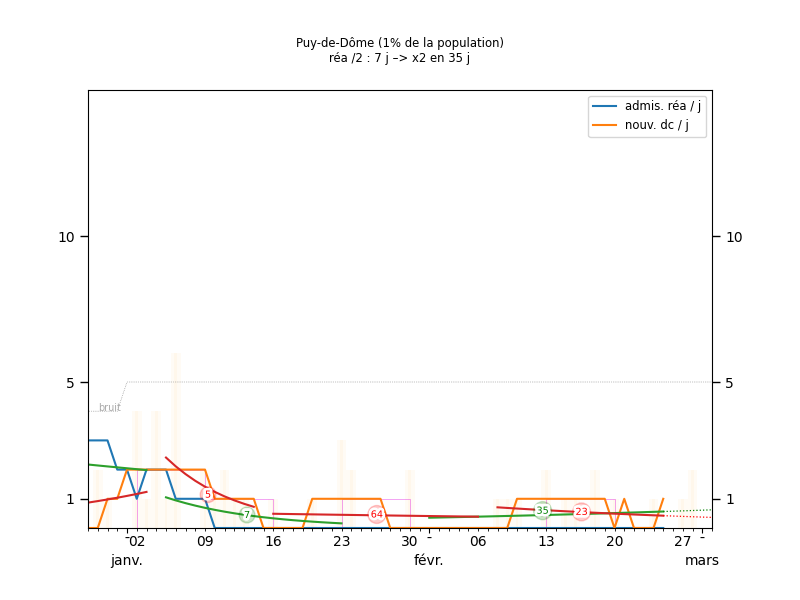 Puy-de-Dôme (1% de la population)
réa /2 : 7 j –> x2 en 35 j
admis. réa / j
nouv. dc / j
10 10
5 5
bruit
1 1
5
7
64
35
23
02 09 16 23 30 06 13 20 27
janv. févr. mars